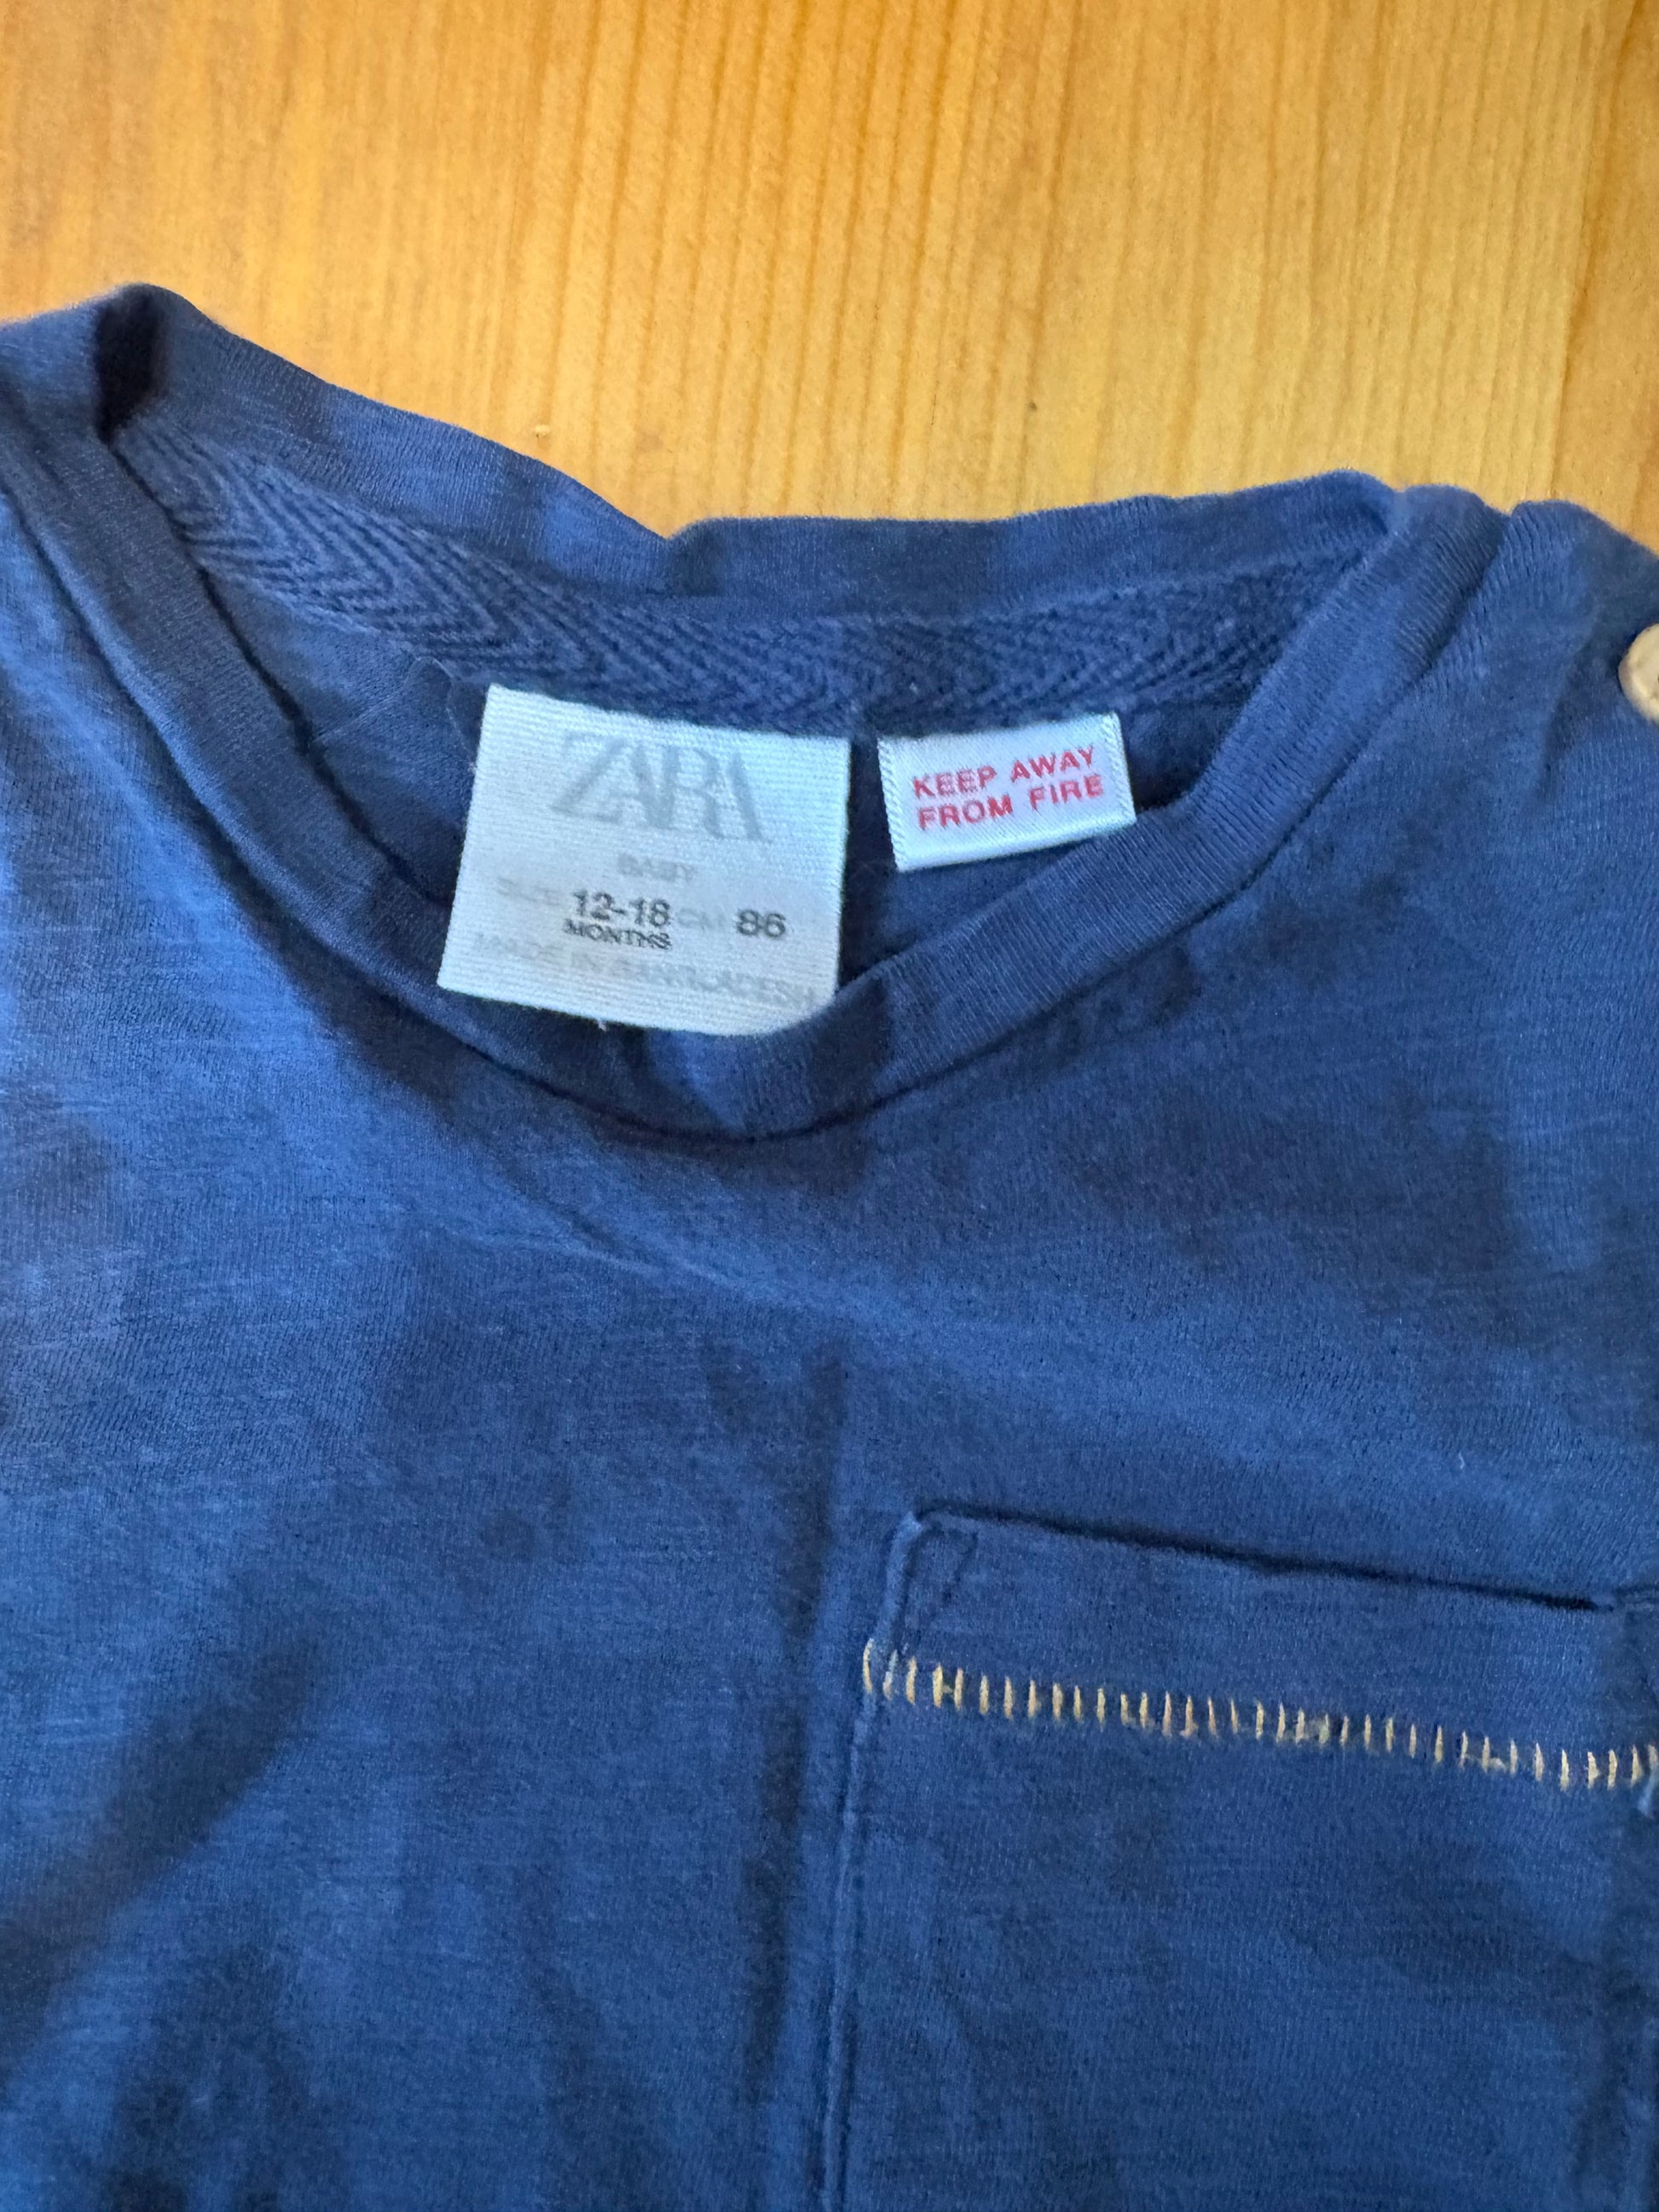 ZARA
BABY
SIZE 12-18 CM 86
MONTHS
MADE IN BANGLADESH
KEEP AWAY
FROM FIRE